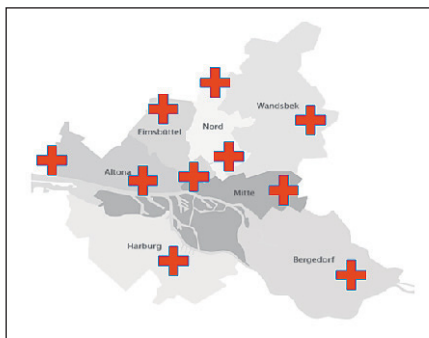 Wandsbek
Nord
Eimsbüttel
Altona
Mitte
Harburg
Bergedorf